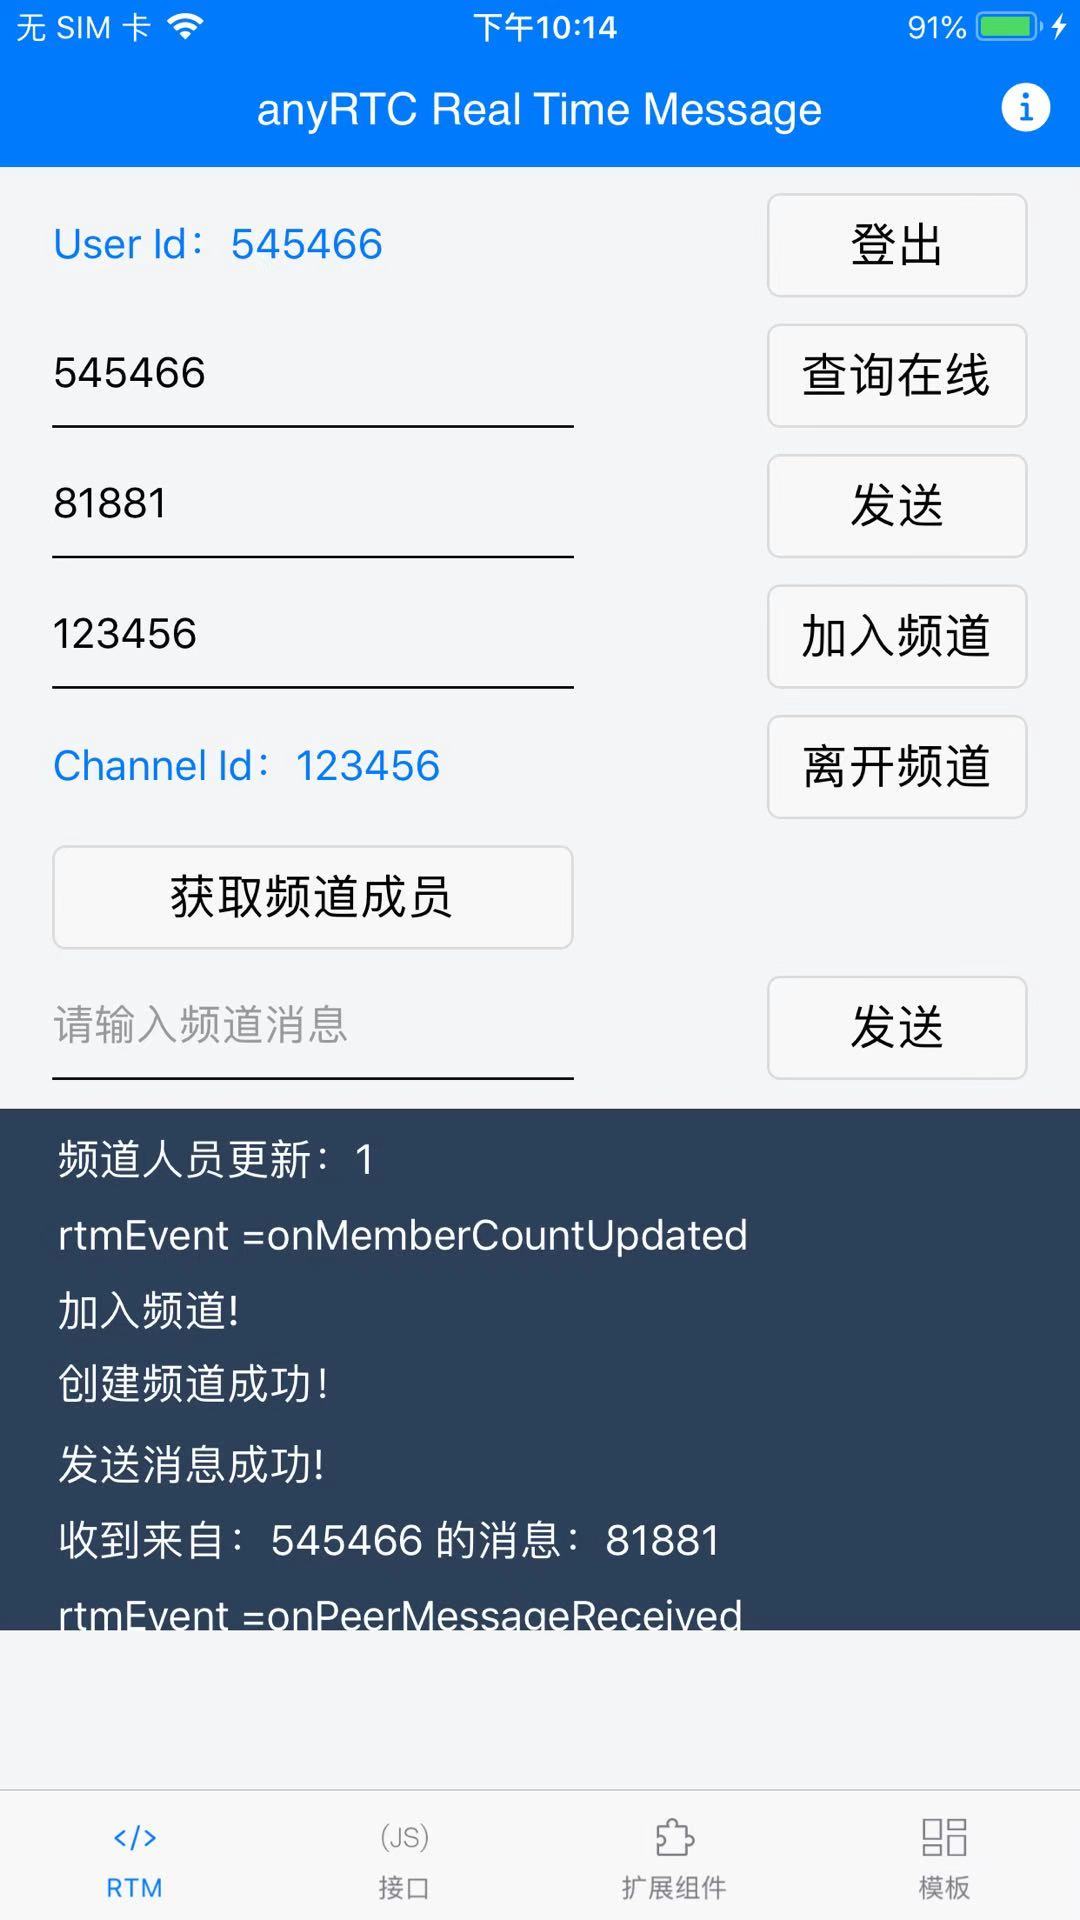 无 SIM 卡 下午10:14 91%
anyRTC Real Time Message
User Id：545466 登出
545466 查询在线
81881 发送
123456 加入频道
Channel Id：123456 离开频道
获取频道成员
请输入频道消息 发送
频道人员更新：1
rtmEvent =onMemberCountUpdated
加入频道!
创建频道成功!
发送消息成功!
收到来自：545466 的消息：81881
rtmEvent =onPeerMessageReceived
</> (JS)
RTM 接口 扩展组件 模板